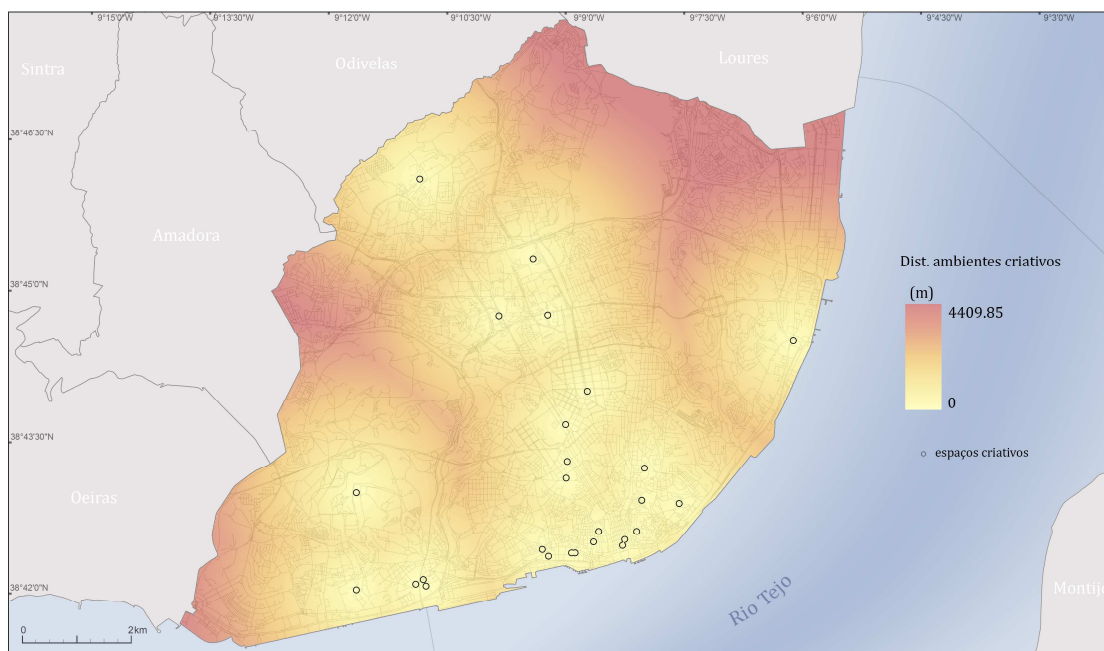 9°15'0"W 9°13'30"W 9°12'0"W 9°10'30"W 9°9'0"W 9°7'30"W 9°6'0"W 9°4'30"W 9°3'0"W
Sintra
Odivelas
Loures
38°46'30"N
Amadora
Dist. ambientes criativos
38°45'0"N
(m)
4409.85
0
38°43'30"N
espaços criativos
Oeiras
38°42'0"N
Rio Tejo
Montijo
0 2km